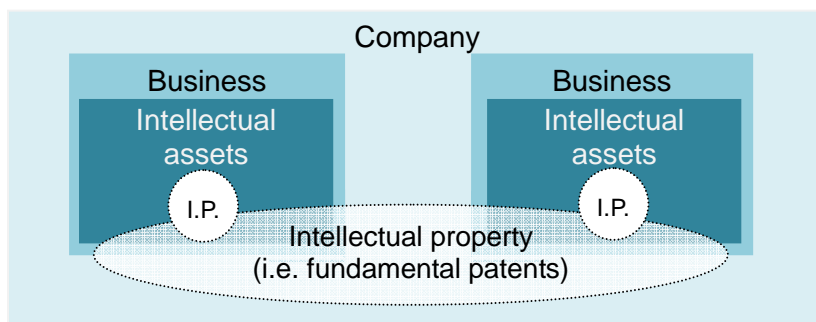 Company
Business
Intellectual
assets
I.P.
Business
Intellectual
assets
I.P.
Intellectual property
(i.e. fundamental patents)